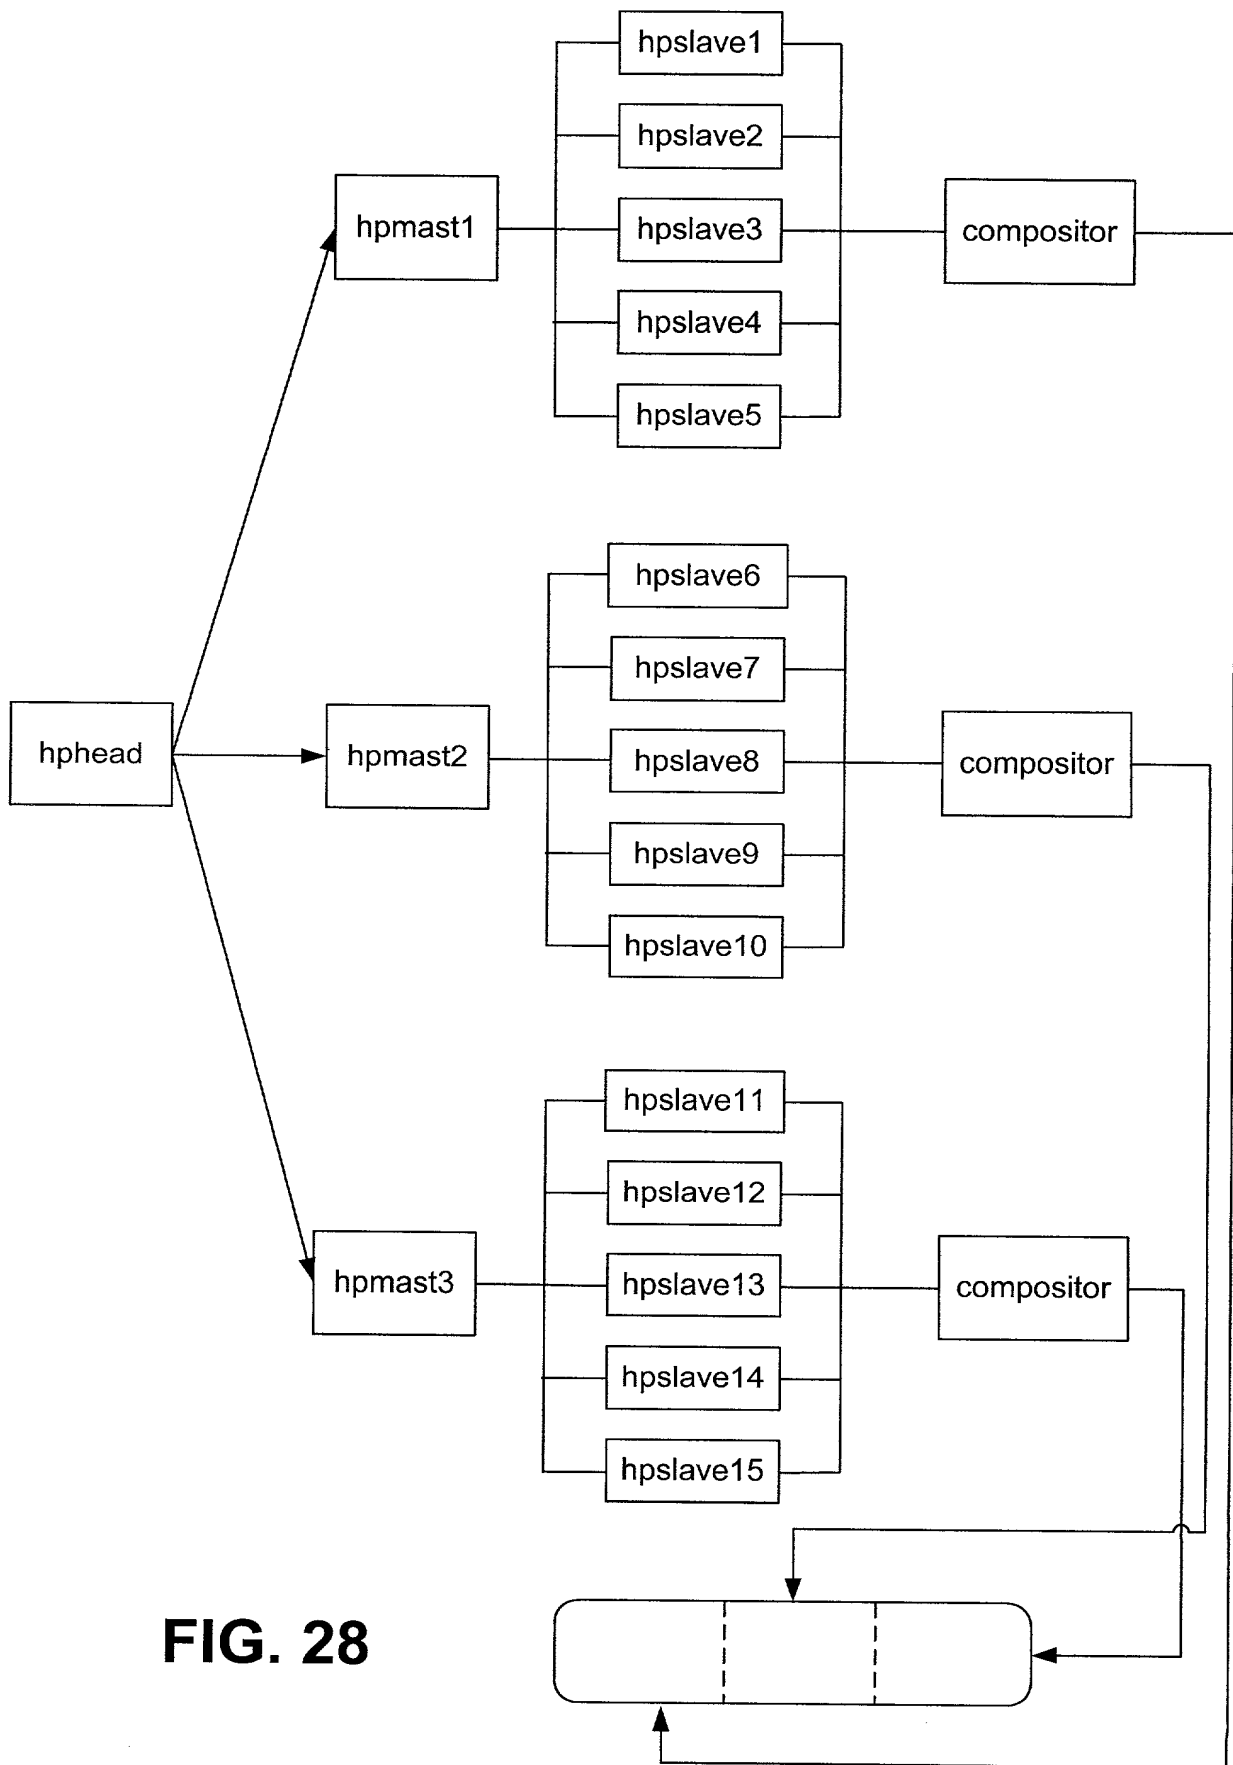 hpslave1
hpslave2
hpmast1
hpslave3
compositor
hpslave4
hpslave5
hpslave6
hpslave7
hphead
hpmast2
hpslave8
compositor
hpslave9
hpslave10
hpslave11
hpslave12
hpmast3
hpslave13
compositor
hpslave14
hpslave15
FIG. 28